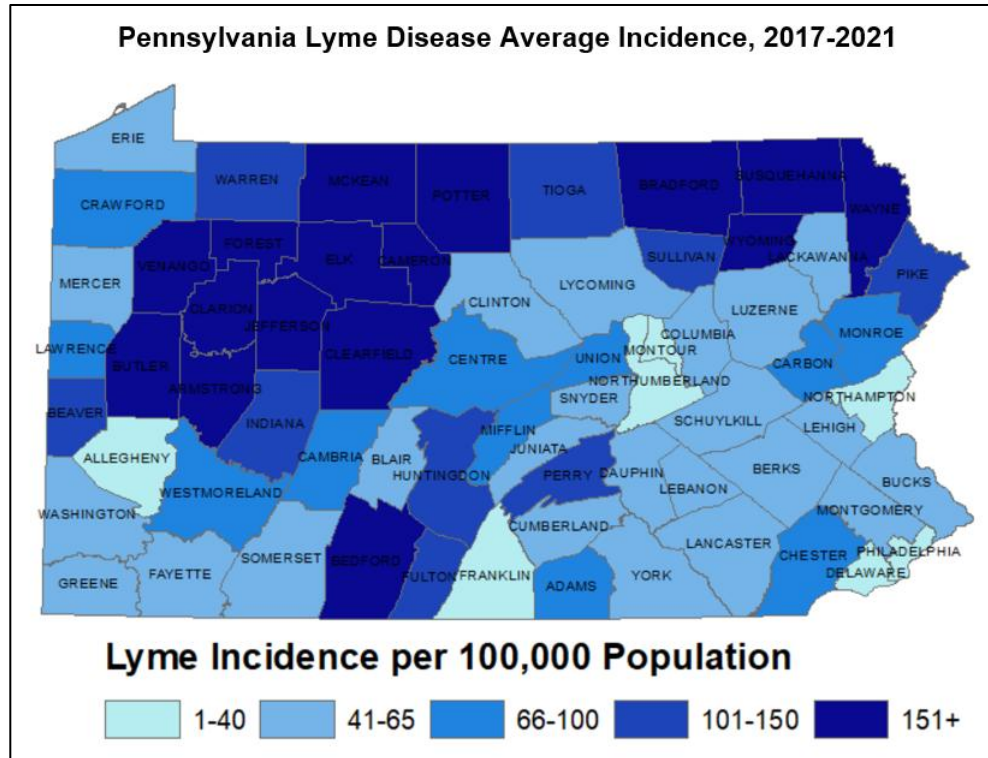 Pennsylvania Lyme Disease Average Incidence, 2017-2021
ERIE
WARREN
MCKEAN
POTTER
TIOGA
BRADFORD
SUSQUEHANNA
CRAWFORD
WAYNE
FOREST
WYOMING
VENANGO
ELK
CAMERON
SULLIVAN
LACKAWANNA
PIKE
MERCER
LYCOMING
CLINTON
CLARION
LUZERNE
JEFFERSON
COLUMBIA
MONROE
LAWRENCE
MONTOUR
CLEARFIELD
CENTRE
UNION
CARBON
BUTLER
NORTHUMBERLAND
ARMSTRONG
SNYDER
NORTHAMPTON
BEAVER
INDIANA
SCHUYLKILL
LEHIGH
MIFFLIN
JUNIATA
ALLEGHENY
CAMBRIA
BLAIR
HUNTINGDON
PERRY
DAUPHIN
BERKS
BUCKS
WESTMORELAND
LEBANON
WASHINGTON
MONTGOMERY
CUMBERLAND
LANCASTER
SOMERSET
BEDFORD
CHESTER
PHILADELPHIA
GREENE
FAYETTE
FULTON
FRANKLIN
ADAMS
YORK
DELAWARE
Lyme Incidence per 100,000 Population
1-40 41-65 66-100 101-150 151+